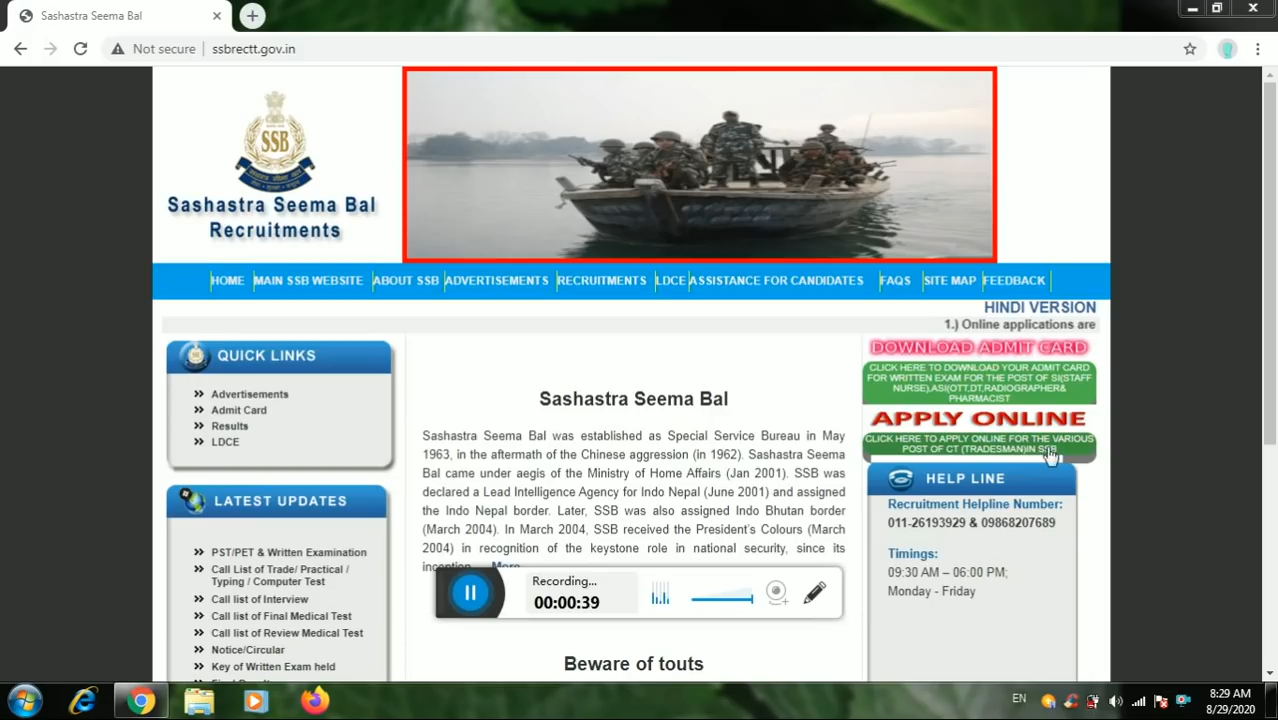 Sashastra Seema Bal
Not secure
ssbrectt.gov.in
SSB
Sashastra Seema Bal
Recruitments
HOME MAIN SSB WEBSITE ABOUT SSB ADVERTISEMENTS RECRUITMENTS LDCE ASSISTANCE FOR CANDIDATES FAQS SITE MAP FEEDBACK
HINDI VERSION
1.) Online applications are
QUICK LINKS
Advertisements
Admit Card
Results
LDCE
LATEST UPDATES
PST/PET & Written Examination
Call List of Trade/ Practical /
Typing / Computer Test
Call list of Interview
Call list of Final Medical Test
Call list of Review Medical Test
Notice/Circular
Key of Written Exam held
Sashastra Seema Bal
Sashastra Seema Bal was established as Special Service Bureau in May
1963, in the aftermath of the Chinese aggression (in 1962). Sashastra
Seema Bal came under aegis of the Ministry of Home Affairs (Jan 2001). SSB was
declared a Lead Intelligence Agency for Indo Nepal (June 2001) and assigned
the Indo Nepal border. Later, SSB was also assigned Indo Bhutan border
(March 2004). In March 2004, SSB received the President's Colours (March
2004) in recognition of the keystone role in national security, since its
inception... More
Recording...
00:00:39
Beware of touts
DOWNLOAD ADMIT CARD
CLICK HERE TO DOWNLOAD YOUR ADMIT CARD
FOR WRITTEN EXAM FOR THE POST OF SI(STAFF
NURSE),ASI(OTT,DT,RADIOGRAPHER&
PHARMACIST
APPLY ONLINE
CLICK HERE TO APPLY ONLINE FOR THE VARIOUS
POST OF CT (TRADESMAN)IN SSB
HELP LINE
Recruitment Helpline Number:
011-26193929 & 09868207689
Timings:
09:30 AM – 06:00 PM;
Monday - Friday
EN
8:29 AM
8/29/2020